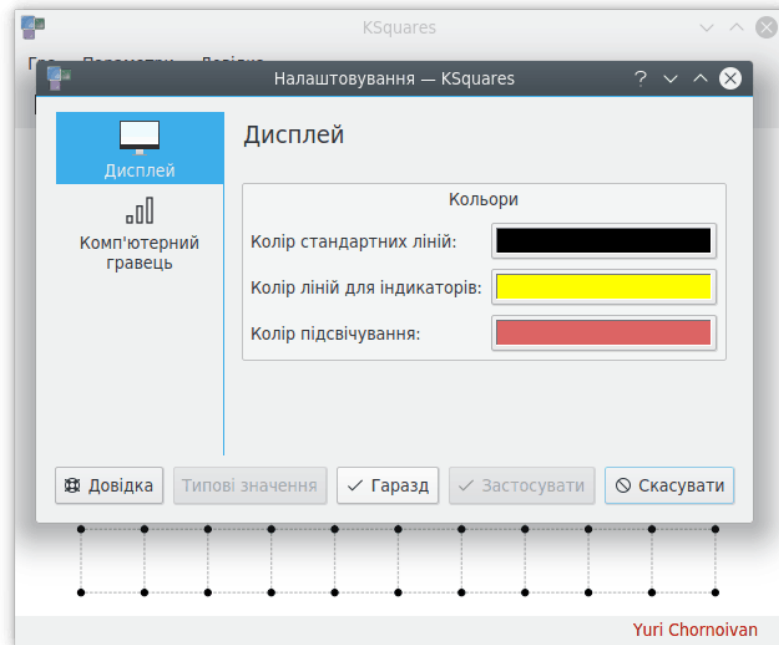 KSquares
Налаштовування — KSquares
Дисплей
Дисплей
Комп'ютерний
гравець
Кольори
Колір стандартних ліній:
Колір ліній для індикаторів:
Колір підсвічування:
Довідка
Типові значення
Гаразд
Застосувати
Скасувати
Yuri Chornoivan